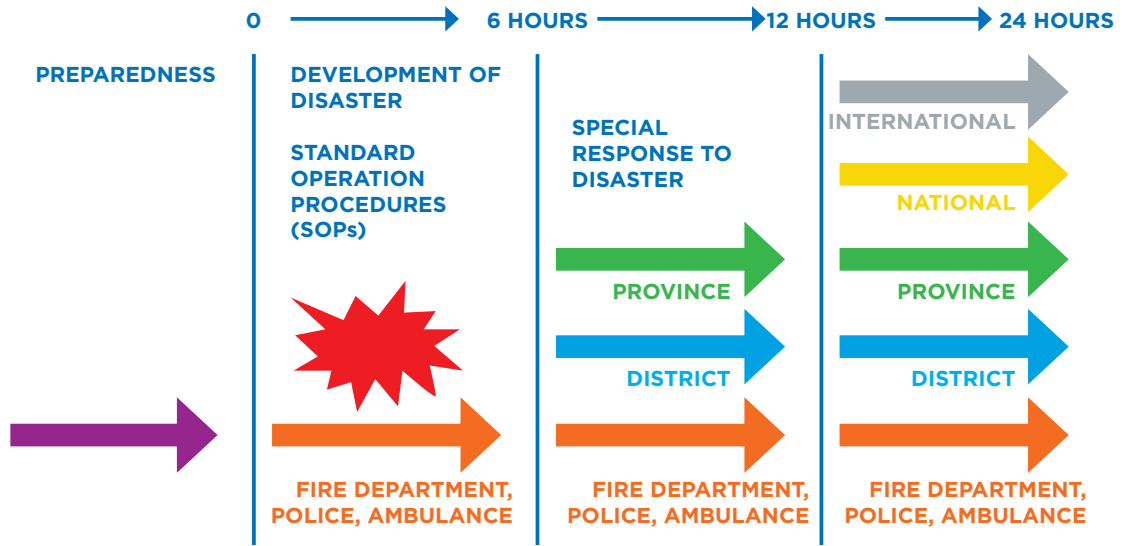 0
6 HOURS
12 HOURS
24 HOURS
PREPAREDNESS
DEVELOPMENT OF
DISASTER
STANDARD
OPERATION
PROCEDURES
(SOPs)
FIRE DEPARTMENT,
POLICE, AMBULANCE
SPECIAL
RESPONSE TO
DISASTER
PROVINCE
DISTRICT
FIRE DEPARTMENT,
POLICE, AMBULANCE
INTERNATIONAL
NATIONAL
PROVINCE
DISTRICT
FIRE DEPARTMENT,
POLICE, AMBULANCE